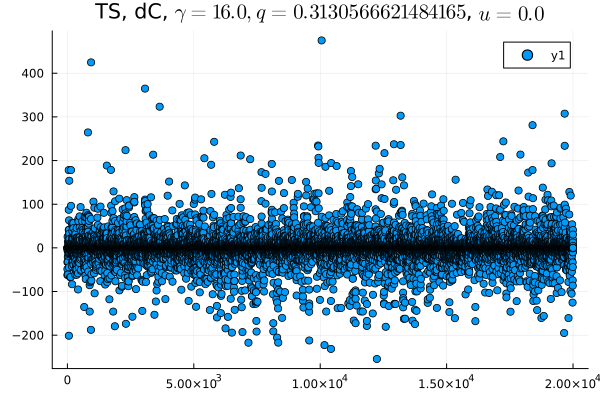 TS, dC, γ = 16.0, q = 0.3130566621484165, u = 0.0
y1
400
300
200
100
0
−100
−200
0 5.00×10³ 1.00×10⁴ 1.50×10⁴ 2.00×10⁴